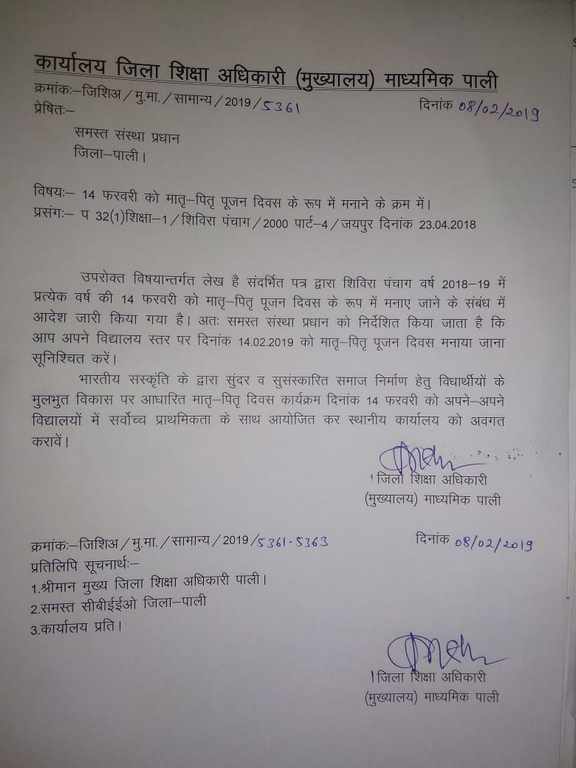 कार्यालय जिला शिक्षा अधिकारी (मुख्यालय) माध्यमिक पाली
क्रमांकः–जिशिअ/मु.मा./सामान्य/2019/5361 दिनांक 08/02/2019
प्रेषितः–
समस्त संस्था प्रधान
जिला–पाली।
विषयः– 14 फरवरी को मातृ–पितृ पूजन दिवस के रूप में मनाने के क्रम में।
प्रसंगः– प 32(1)शिक्षा–1/शिविरा पंचाग/2000 पार्ट–4/जयपुर दिनांक 23.04.2018
उपरोक्त विषयान्तर्गत लेख है संदर्भित पत्र द्वारा शिविरा पंचाग वर्ष 2018–19 में
प्रत्येक वर्ष की 14 फरवरी को मातृ–पितृ पूजन दिवस के रूप में मनाए जाने के संबंध में
आदेश जारी किया गया है। अतः समस्त संस्था प्रधान को निर्देशित किया जाता है कि
आप अपने विद्यालय स्तर पर दिनांक 14.02.2019 को मातृ–पितृ पूजन दिवस मनाया जाना
सूनिश्चित करें।
भारतीय सस्कृंति के द्वारा सुंदर व सुसंस्कारित समाज निर्माण हेतु विधार्थीयों के
मुलभुत विकास पर आधारित मातृ–पितृ दिवस कार्यक्रम दिनांक 14 फरवरी को अपने–अपने
विद्यालयों में सर्वोच्च प्राथमिकता के साथ आयोजित कर स्थानीय कार्यालय को अवगत
करावें।
जिला शिक्षा अधिकारी
(मुख्यालय) माध्यमिक पाली
क्रमांकः–जिशिअ/मु.मा./सामान्य/2019/5361-5363 दिनांक 08/02/2019
प्रतिलिपि सूचनार्थः–
1.श्रीमान मुख्य जिला शिक्षा अधिकारी पाली।
2.समस्त सीबीईईओ जिला–पाली
3.कार्यालय प्रति।
जिला शिक्षा अधिकारी
(मुख्यालय) माध्यमिक पाली